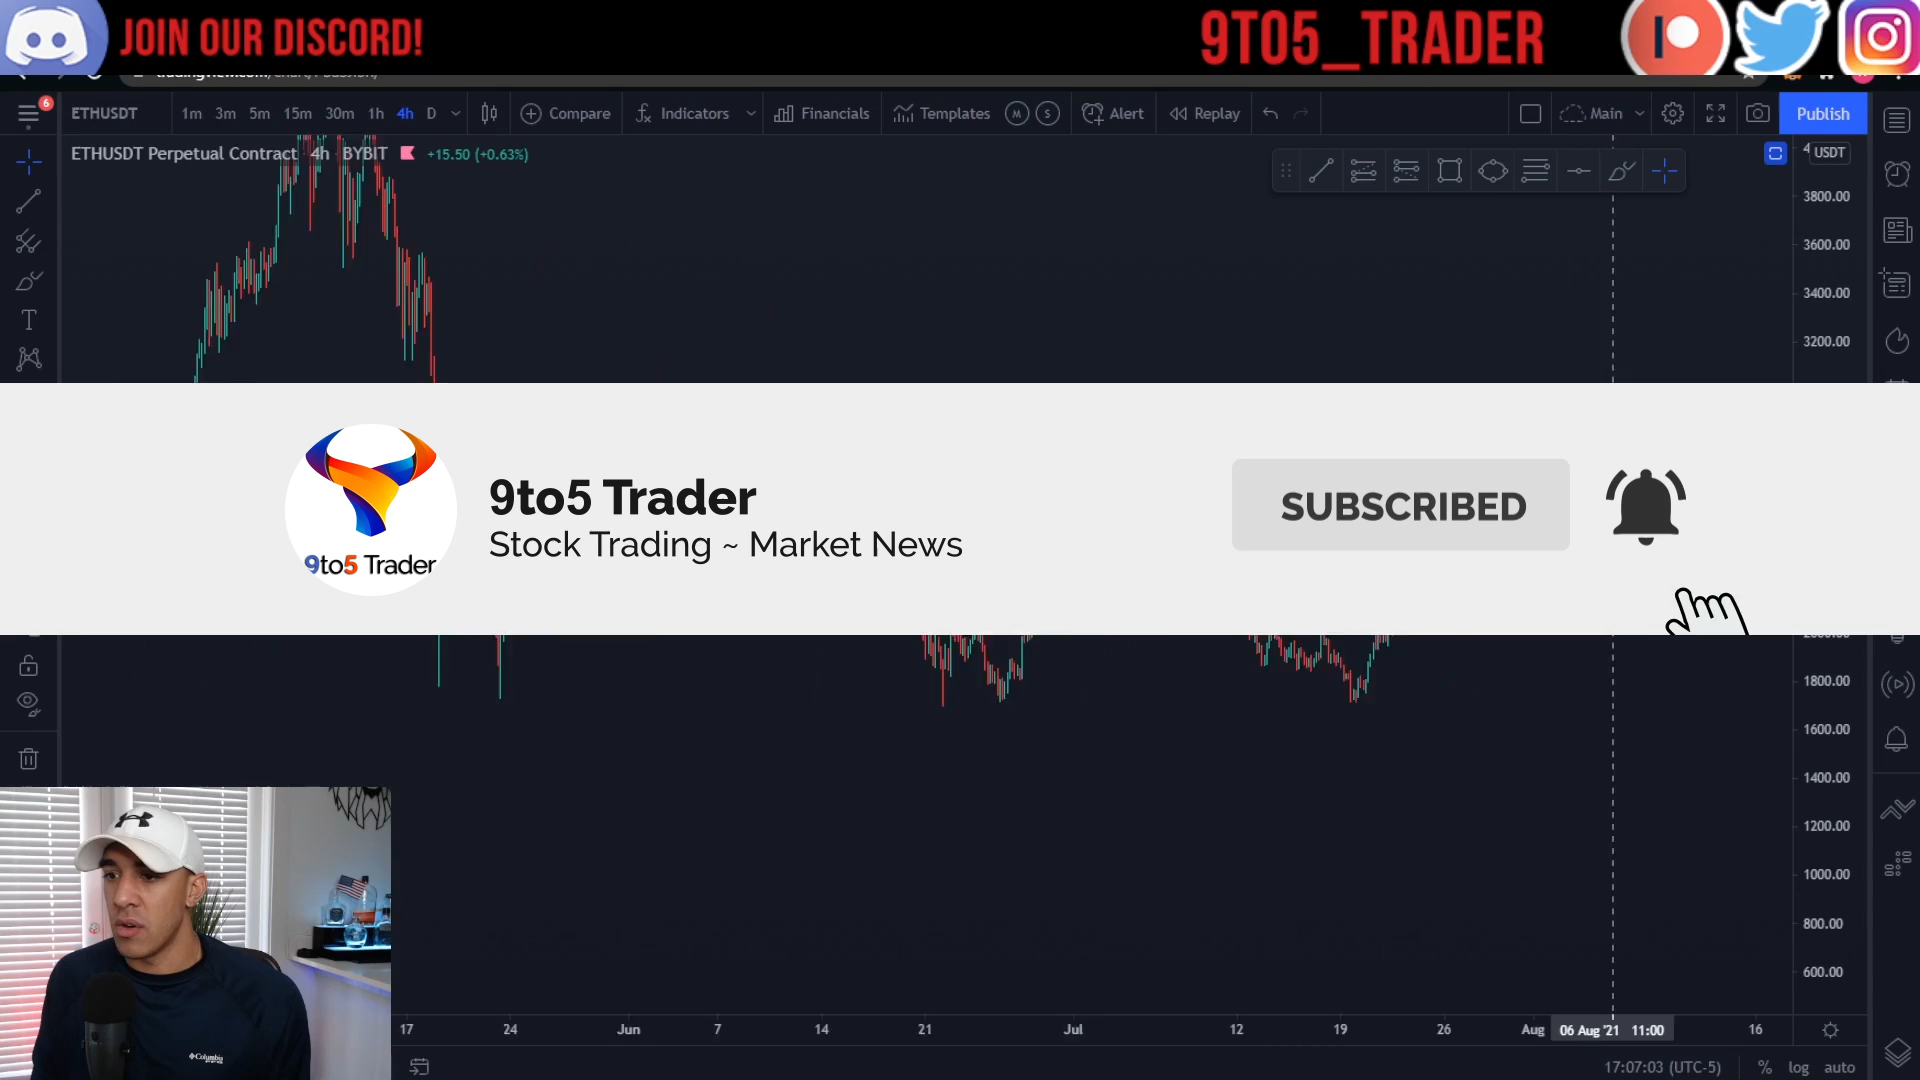 JOIN OUR DISCORD!
9TO5_TRADER
ETHUSDT
1m 3m 5m 15m 30m 1h 4h D
Compare
Indicators
Financials
Templates
M
S
Alert
Replay
Main
Publish
6
ETHUSDT Perpetual Contract 4h BYBIT +15.50 (+0.63%)
USDT
3800.00
3600.00
3400.00
3200.00
9to5 Trader
9to5 Trader
Stock Trading ~ Market News
SUBSCRIBED
1800.00
1600.00
1400.00
1200.00
1000.00
800.00
600.00
Columbia
17 24 Jun 7 14 21 Jul 12 19 26 Aug 06 Aug '21 11:00 16
17:07:03 (UTC-5) % log auto